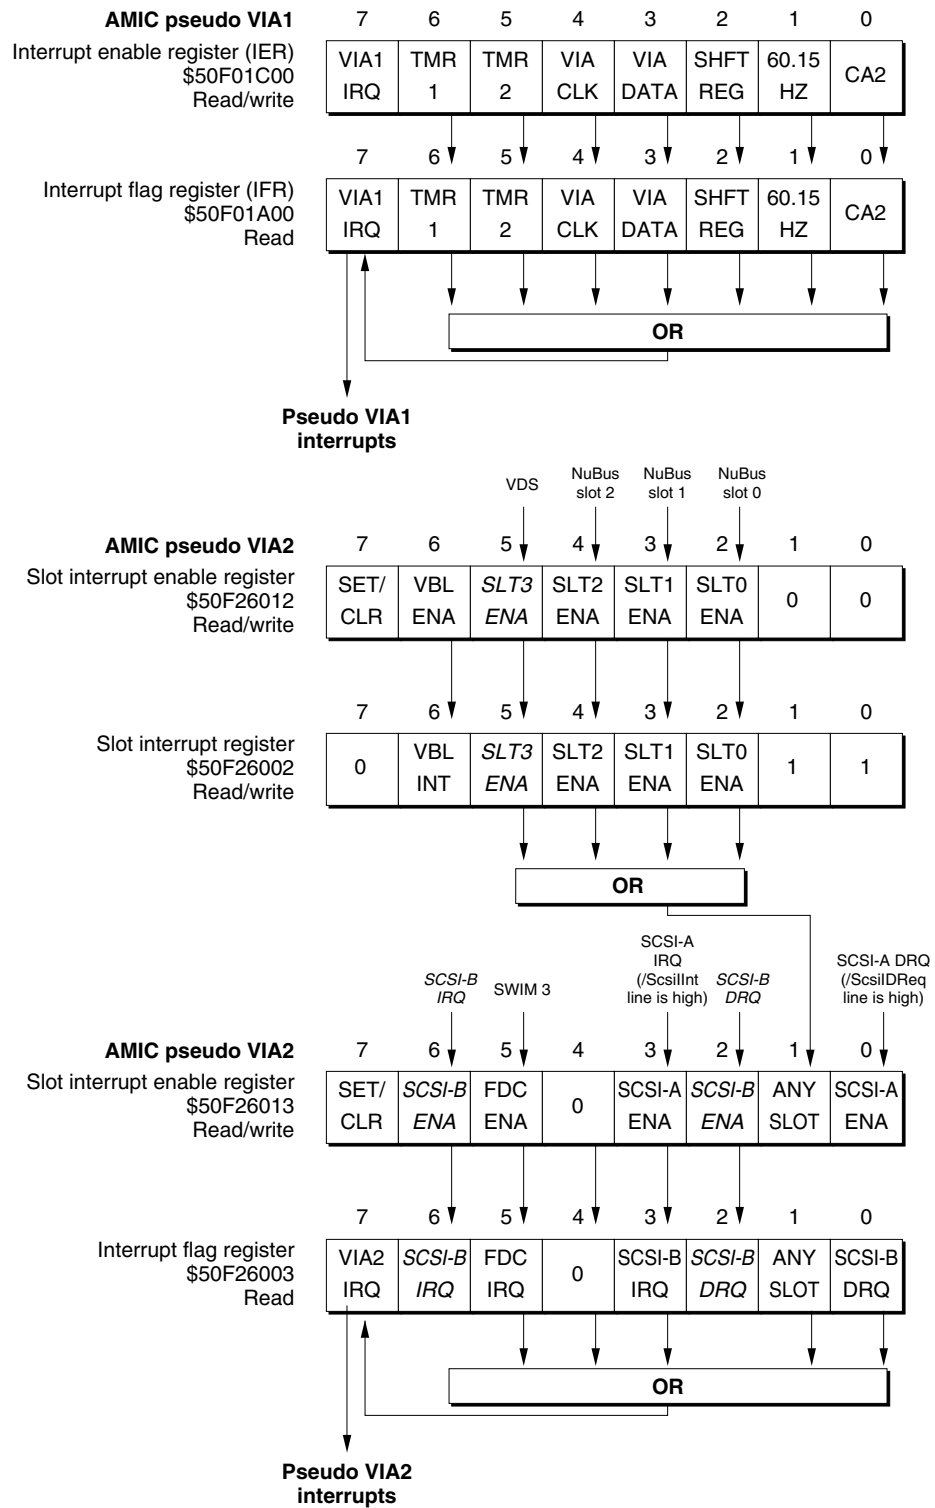 AMIC pseudo VIA1 7 6 5 4 3 2 1 0
Interrupt enable register (IER)
$50F01C00
Read/write
VIA1 IRQ
TMR 1
TMR 2
VIA CLK
VIA DATA
SHFT REG
60.15 HZ
CA2
7 6 5 4 3 2 1 0
Interrupt flag register (IFR)
$50F01A00
Read
VIA1 IRQ
TMR 1
TMR 2
VIA CLK
VIA DATA
SHFT REG
60.15 HZ
CA2
OR
Pseudo VIA1
interrupts
VDS
NuBus slot 2
NuBus slot 1
NuBus slot 0
AMIC pseudo VIA2 7 6 5 4 3 2 1 0
Slot interrupt enable register
$50F26012
Read/write
SET/ CLR
VBL ENA
SLT3 ENA
SLT2 ENA
SLT1 ENA
SLT0 ENA
0
0
7 6 5 4 3 2 1 0
Slot interrupt register
$50F26002
Read/write
0
VBL INT
SLT3 ENA
SLT2 ENA
SLT1 ENA
SLT0 ENA
1
1
OR
SCSI-B IRQ
SWIM 3
SCSI-A IRQ (/ScsiIInt line is high)
SCSI-B DRQ
SCSI-A DRQ (/ScsiIDReq line is high)
AMIC pseudo VIA2 7 6 5 4 3 2 1 0
Slot interrupt enable register
$50F26013
Read/write
SET/ CLR
SCSI-B ENA
FDC ENA
0
SCSI-A ENA
SCSI-B ENA
ANY SLOT
SCSI-A ENA
7 6 5 4 3 2 1 0
Interrupt flag register
$50F26003
Read
VIA2 IRQ
SCSI-B IRQ
FDC IRQ
0
SCSI-B IRQ
SCSI-B DRQ
ANY SLOT
SCSI-B DRQ
OR
Pseudo VIA2
interrupts